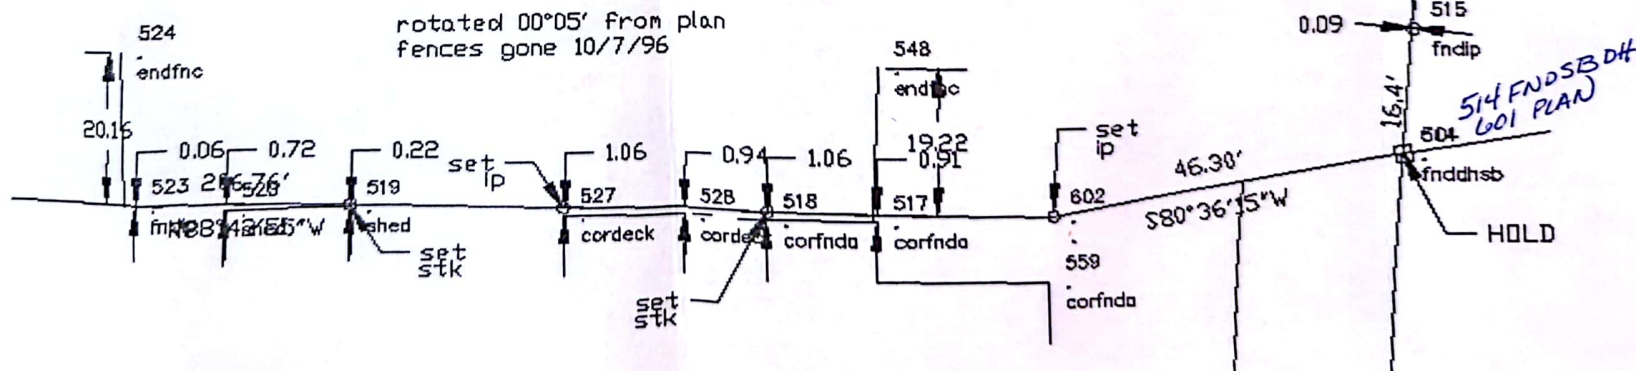 rotated 00°05' from plan
fences gone 10/7/96
524
endfnc
20.16
0.06
0.72
0.22
set
ip
1.06
0.94
1.06
548
endfnc
19.22
0.91
set
ip
0.09
515
fndip
16.4'
514 FNDSB DH
601 PLAN
504
fnddhsb
46.30'
S80°36'15"W
HOLD
523
519
shed
set
stk
527
cordeck
528
518
corfnda
set
stk
517
corfnda
602
559
corfnda